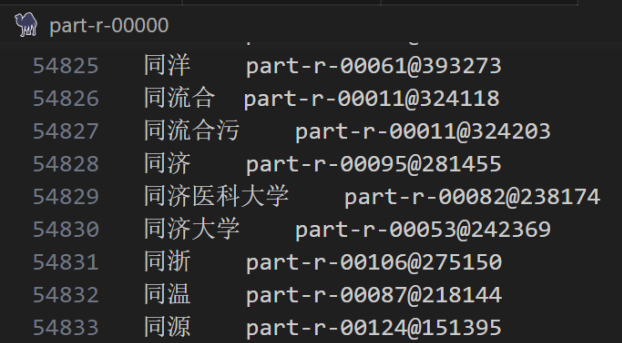 part-r-00000
54825 同洋 part-r-00061@393273
54826 同流合 part-r-00011@324118
54827 同流合污 part-r-00011@324203
54828 同济 part-r-00095@281455
54829 同济医科大学 part-r-00082@238174
54830 同济大学 part-r-00053@242369
54831 同浙 part-r-00106@275150
54832 同温 part-r-00087@218144
54833 同源 part-r-00124@151395